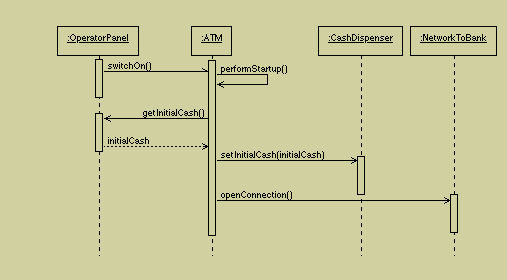 :OperatorPanel
:ATM
:CashDispenser
:NetworkToBank
switchOn()
performStartup()
getInitialCash()
initialCash
setInitialCash(initialCash)
openConnection()